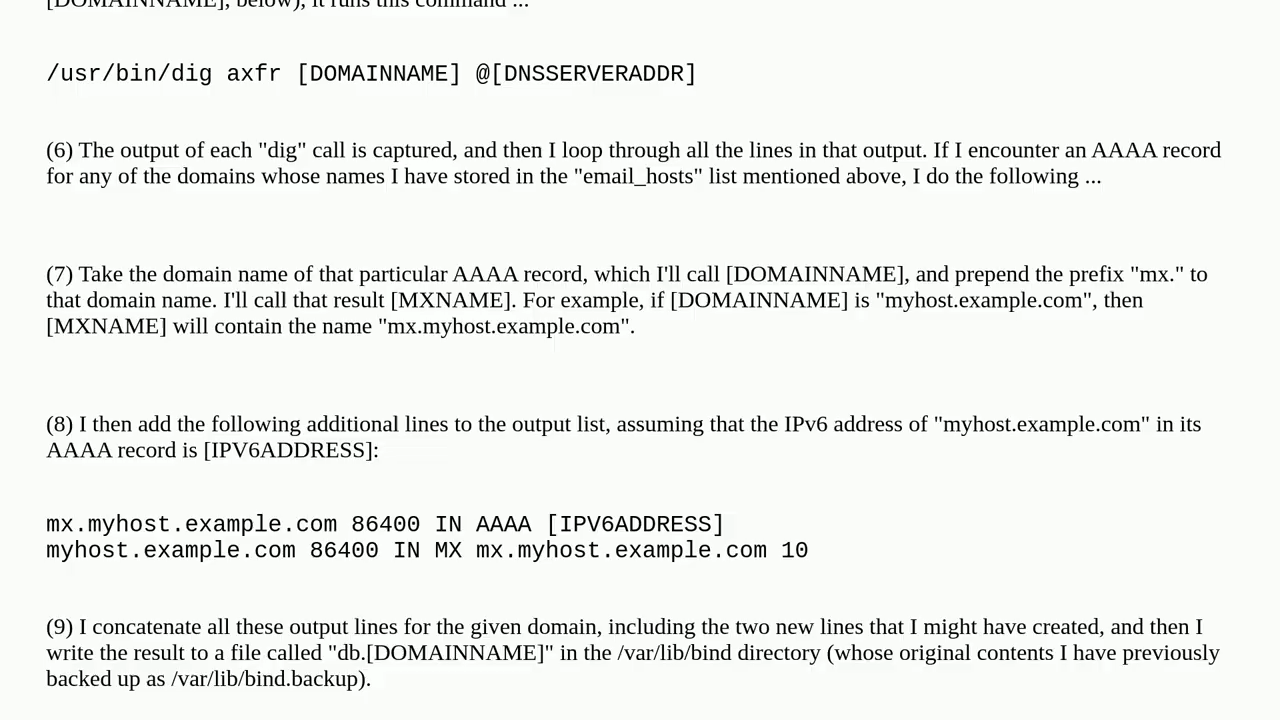 [DOMAINNAME], below), it runs this command ...
/usr/bin/dig axfr [DOMAINNAME] @[DNSSERVERADDR]
(6) The output of each "dig" call is captured, and then I loop through all the lines in that output. If I encounter an AAAA record
for any of the domains whose names I have stored in the "email_hosts" list mentioned above, I do the following ...
(7) Take the domain name of that particular AAAA record, which I'll call [DOMAINNAME], and prepend the prefix "mx." to
that domain name. I'll call that result [MXNAME]. For example, if [DOMAINNAME] is "myhost.example.com", then
[MXNAME] will contain the name "mx.myhost.example.com".
(8) I then add the following additional lines to the output list, assuming that the IPv6 address of "myhost.example.com" in its
AAAA record is [IPV6ADDRESS]:
mx.myhost.example.com 86400 IN AAAA [IPV6ADDRESS]
myhost.example.com 86400 IN MX mx.myhost.example.com 10
(9) I concatenate all these output lines for the given domain, including the two new lines that I might have created, and then I
write the result to a file called "db.[DOMAINNAME]" in the /var/lib/bind directory (whose original contents I have previously
backed up as /var/lib/bind.backup).